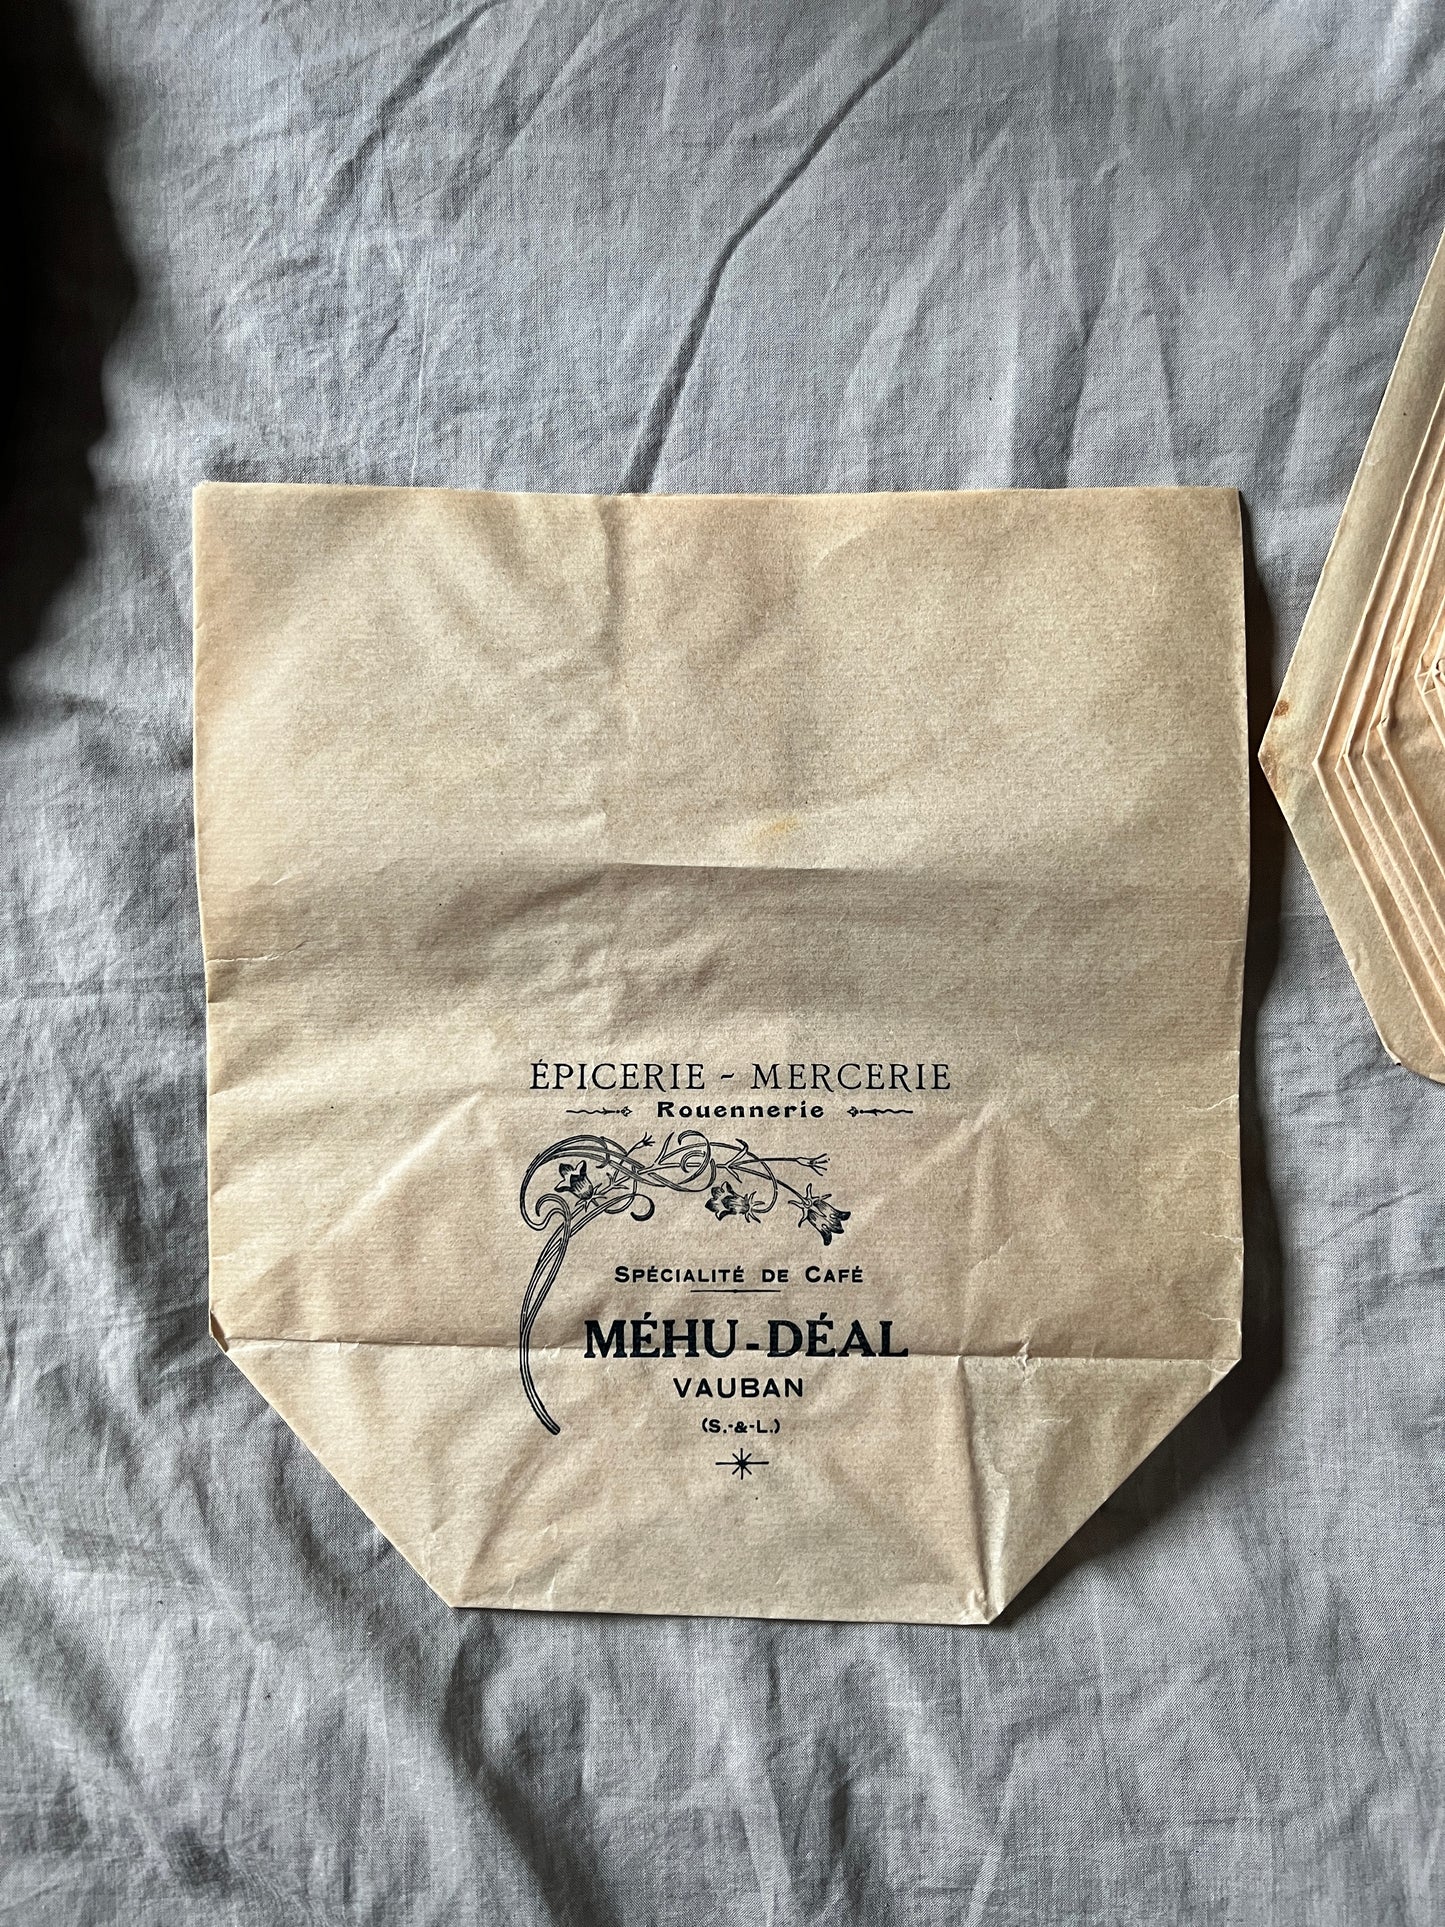 ÉPICERIE - MERCERIE
Rouennerie
SPÉCIALITÉ DE CAFÉ
MÉHU-DÉAL
VAUBAN
(S.-&-L.)